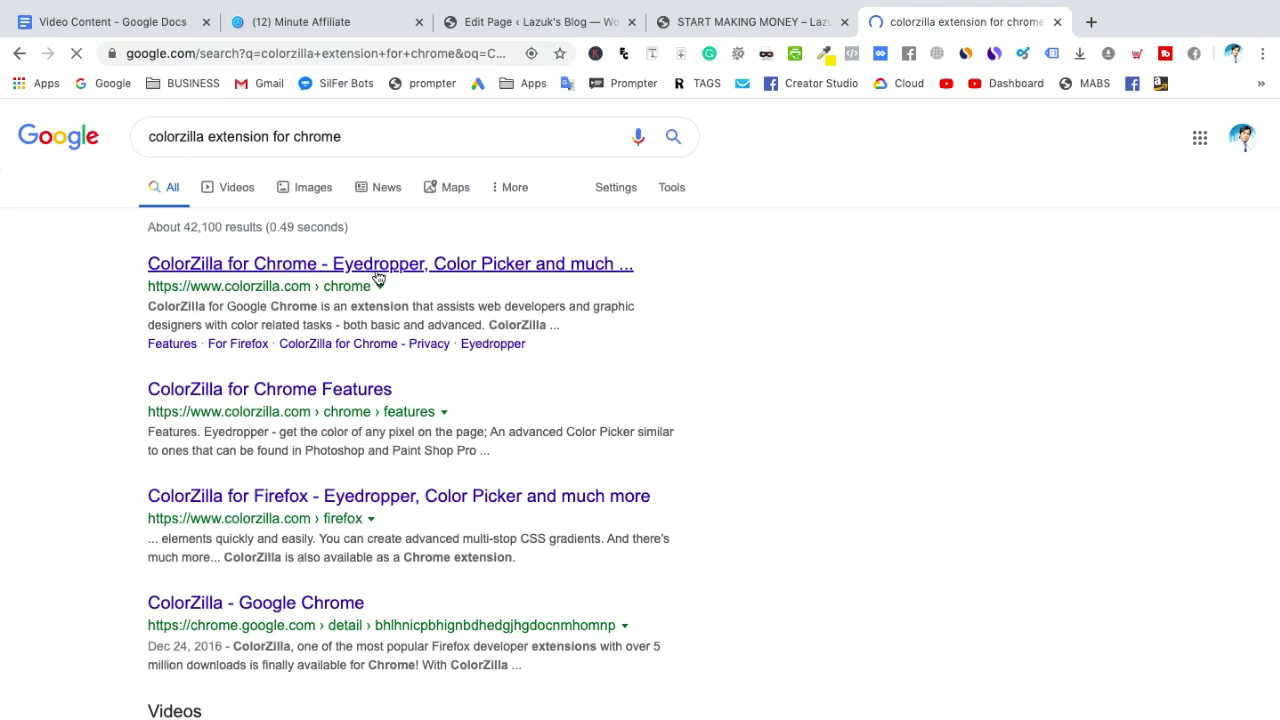 Video Content - Google Docs
(12) Minute Affiliate
Edit Page ‹ Lazuk's Blog — Wo
START MAKING MONEY – Lazu
colorzilla extension for chrome
google.com/search?q=colorzilla+extension+for+chrome&oq=C...
Apps
Google
BUSINESS
Gmail
SilFer Bots
prompter
Apps
Prompter
R TAGS
Creator Studio
Cloud
Dashboard
MABS
»
Google
colorzilla extension for chrome
All
Videos
Images
News
Maps
More
Settings
Tools
About 42,100 results (0.49 seconds)
ColorZilla for Chrome - Eyedropper, Color Picker and much ...
https://www.colorzilla.com › chrome
ColorZilla for Google Chrome is an extension that assists web developers and graphic
designers with color related tasks - both basic and advanced. ColorZilla ...
Features · For Firefox · ColorZilla for Chrome - Privacy · Eyedropper
ColorZilla for Chrome Features
https://www.colorzilla.com › chrome › features
Features. Eyedropper - get the color of any pixel on the page; An advanced Color Picker similar
to ones that can be found in Photoshop and Paint Shop Pro ...
ColorZilla for Firefox - Eyedropper, Color Picker and much more
https://www.colorzilla.com › firefox
... elements quickly and easily. You can create advanced multi-stop CSS gradients. And there's
much more... ColorZilla is also available as a Chrome extension.
ColorZilla - Google Chrome
https://chrome.google.com › detail › bhlhnicpbhignbdhedgjhgdocnmhomnp
Dec 24, 2016 - ColorZilla, one of the most popular Firefox developer extensions with over 5
million downloads is finally available for Chrome! With ColorZilla ...
Videos